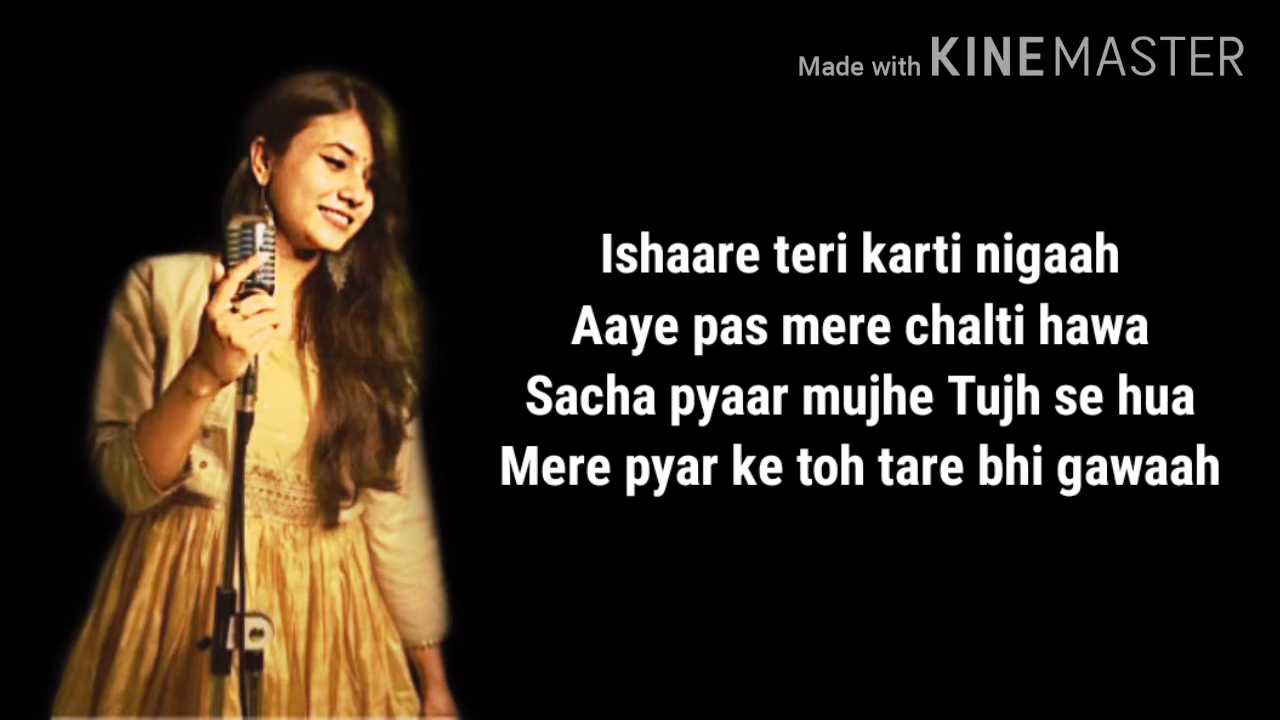 Made with KINEMASTER
Ishaare teri karti nigaah
Aaye pas mere chalti hawa
Sacha pyaar mujhe Tujh se hua
Mere pyar ke toh tare bhi gawaah